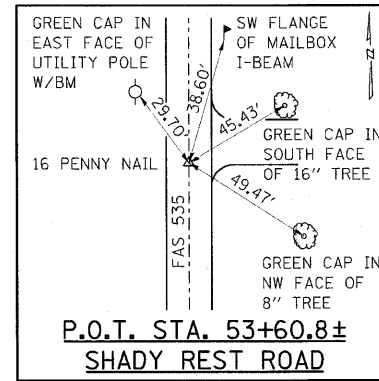 GREEN CAP IN
EAST FACE OF
UTILITY POLE
W/BM
SW FLANGE
OF MAILBOX
I-BEAM
N
29.70'
38.60'
45.43'
GREEN CAP IN
SOUTH FACE
OF 16" TREE
16 PENNY NAIL
49.47'
FAS 535
GREEN CAP IN
NW FACE OF
8" TREE
P.O.T. STA. 53+60.8±
SHADY REST ROAD